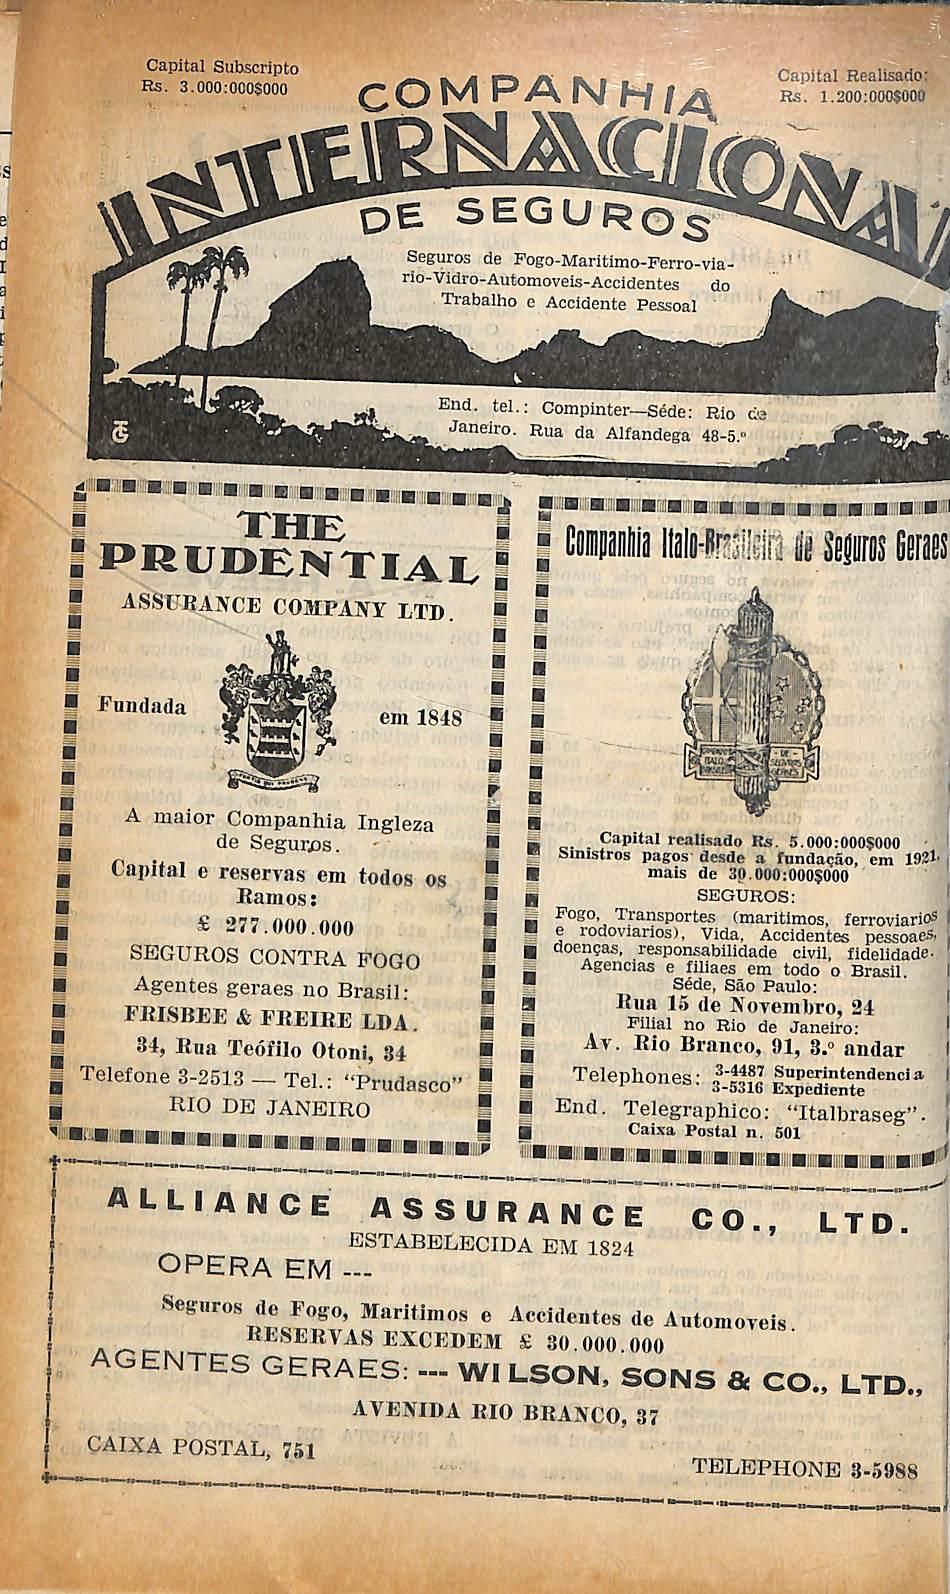 Capital Subscripto
Rs. 3.000:000$000
Capital Realisado:
Rs. 1.200:000$000
COMPANHIA
INTERNACIONAL
DE SEGUROS
Seguros de Fogo-Maritimo-Ferro-via-
rio-Vidro-Automoveis-Accidentes do
Trabalho e Accidente Pessoal
End. tel.: Compinter—Séde: Rio de
Janeiro. Rua da Alfandega 48-5.º
THE
PRUDENTIAL
ASSURANCE COMPANY LTD.
Fundada em 1848
FORTIS QUI PRUDENS
A maior Companhia Ingleza
de Seguros.
Capital e reservas em todos os
Ramos:
£ 277.000.000
SEGUROS CONTRA FOGO
Agentes geraes no Brasil:
FRISBEE & FREIRE LDA.
34, Rua Teófilo Otoni, 34
Telefone 3-2513 — Tel.: “Prudasco”
RIO DE JANEIRO
Companhia Italo-Brasileira de Seguros Geraes
COMPANHIA
ITALO
BRASILEIRA
- DE -
SEGUROS
GERAES
Capital realisado Rs. 5.000:000$000
Sinistros pagos desde a fundação, em 1921,
mais de 30.000:000$000
SEGUROS:
Fogo, Transportes (maritimos, ferroviarios
e rodoviarios), Vida, Accidentes pessoaes,
doenças, responsabilidade civil, fidelidade.
Agencias e filiaes em todo o Brasil.
Séde, São Paulo:
Rua 15 de Novembro, 24
Filial no Rio de Janeiro:
Av. Rio Branco, 91, 3.º andar
Telephones: 3-4487 Superintendencia
3-5316 Expediente
End. Telegraphico: “Italbraseg”.
Caixa Postal n. 501
ALLIANCE ASSURANCE CO., LTD.
ESTABELECIDA EM 1824
OPERA EM ---
Seguros de Fogo, Maritimos e Accidentes de Automoveis.
RESERVAS EXCEDEM £ 30.000.000
AGENTES GERAES: --- WILSON, SONS & CO., LTD.,
AVENIDA RIO BRANCO, 37
CAIXA POSTAL, 751
TELEPHONE 3-5988